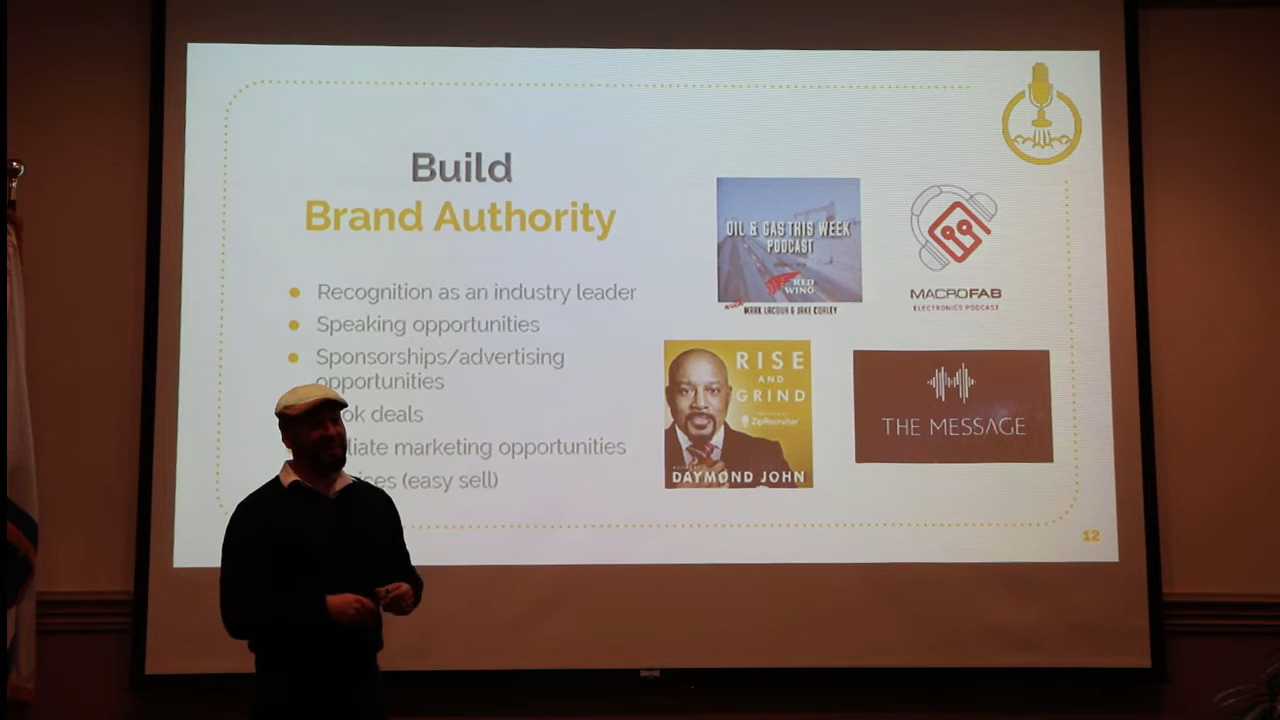 Build
Brand Authority
Recognition as an industry leader
Speaking opportunities
Sponsorships/advertising
opportunities
ok deals
liate marketing opportunities
ces (easy sell)
OIL & GAS THIS WEEK
PODCAST
RED
WING
with MARK LACOUR & JAKE CORLEY
MACROFAB
ELECTRONICS PODCAST
RISE
AND
GRIND
ZipRecruiter
DAYMOND JOHN
THE MESSAGE
12